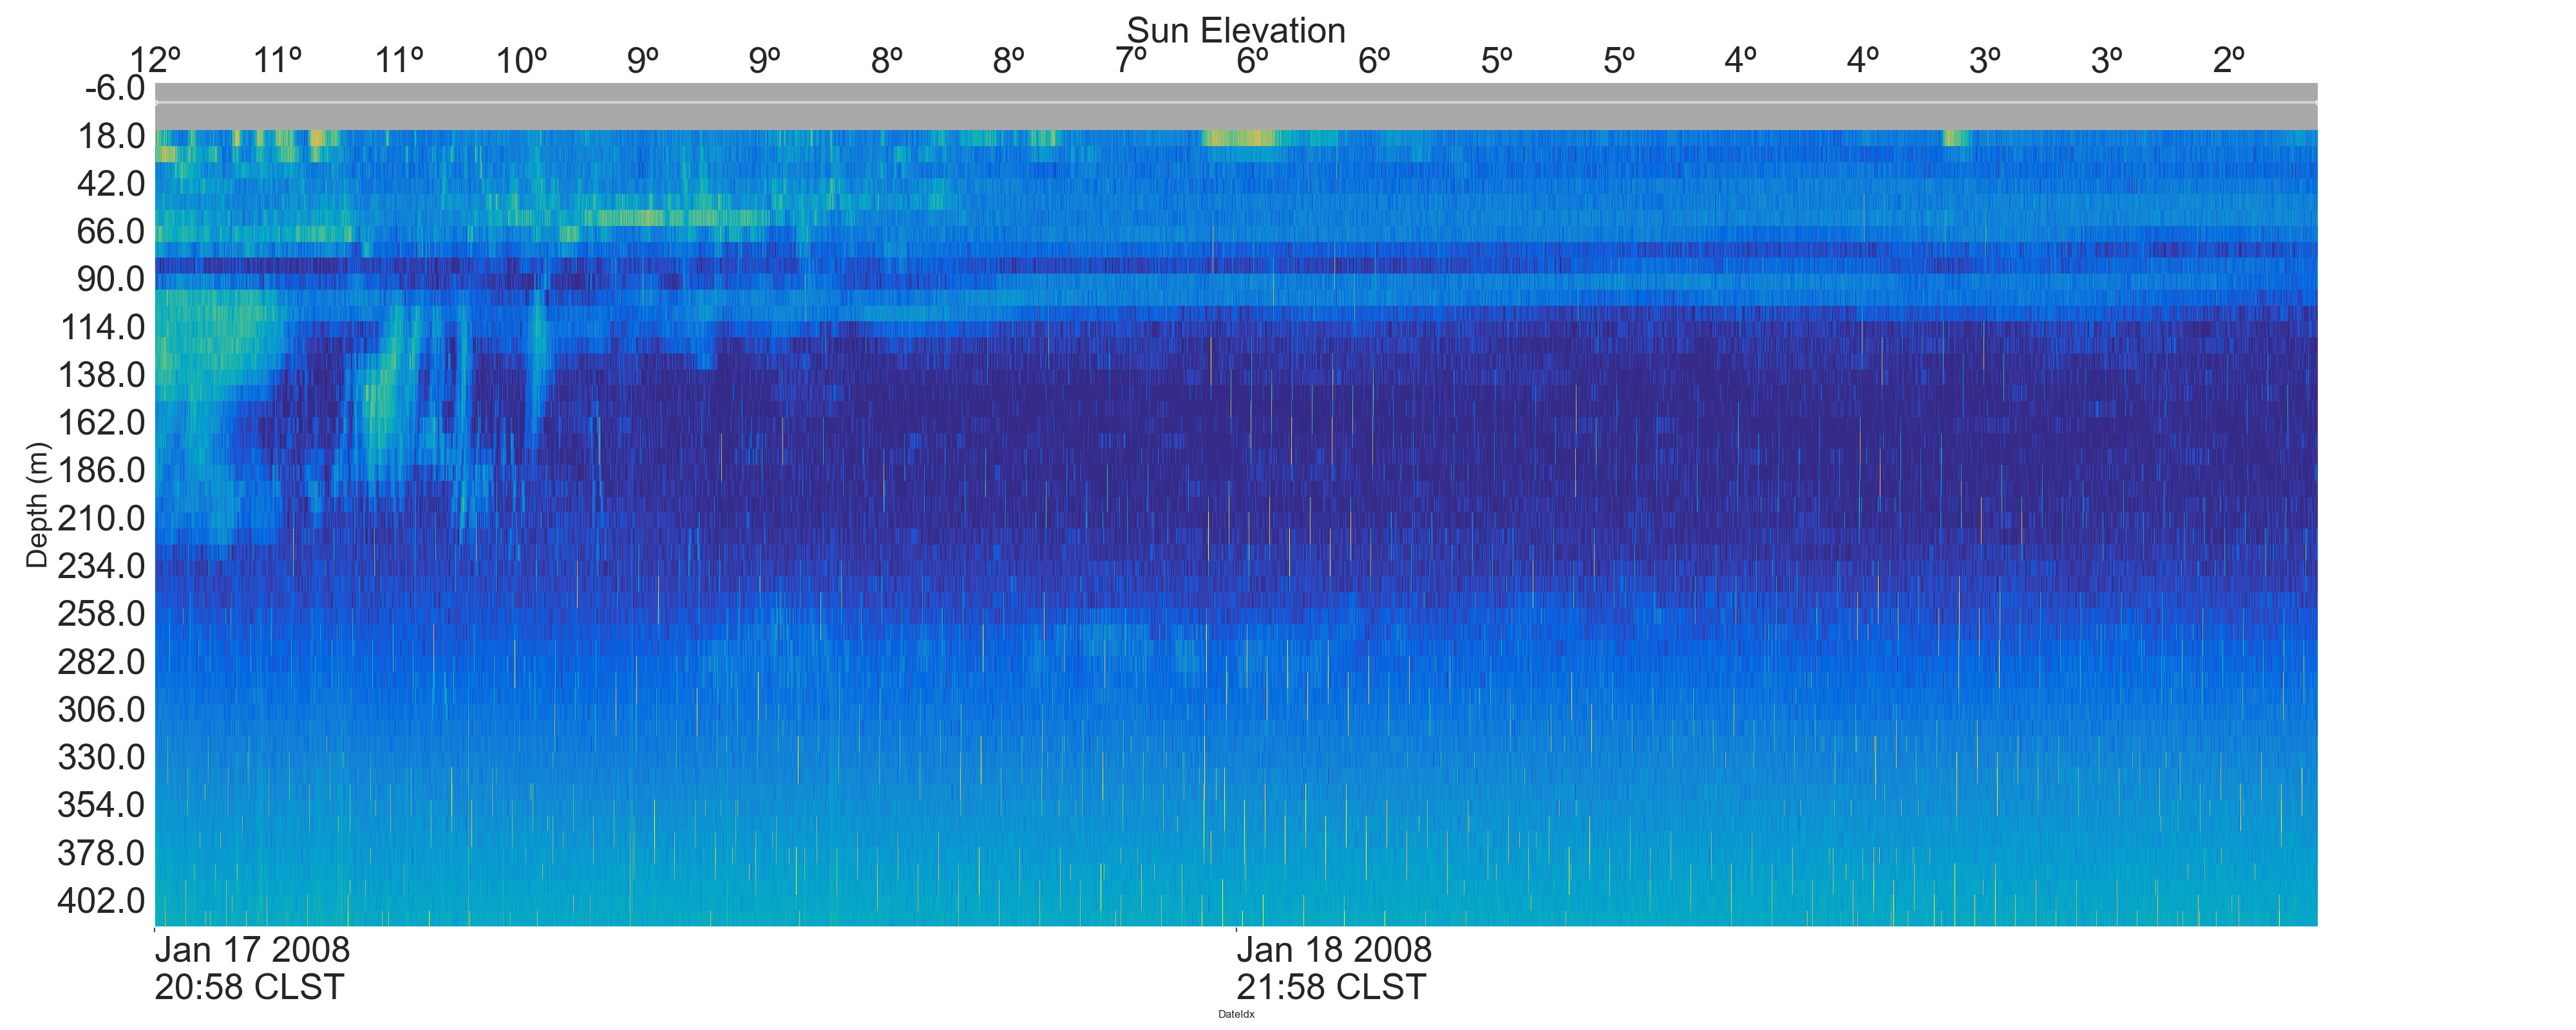 Sun Elevation
12º 11º 11º 10º 9º 9º 8º 8º 7º 6º 6º 5º 5º 4º 4º 3º 3º 2º
-6.0
18.0
42.0
66.0
90.0
114.0
138.0
162.0
186.0
210.0
234.0
258.0
282.0
306.0
330.0
354.0
378.0
402.0
Depth (m)
Jan 17 2008
20:58 CLST
Jan 18 2008
21:58 CLST
DateIdx